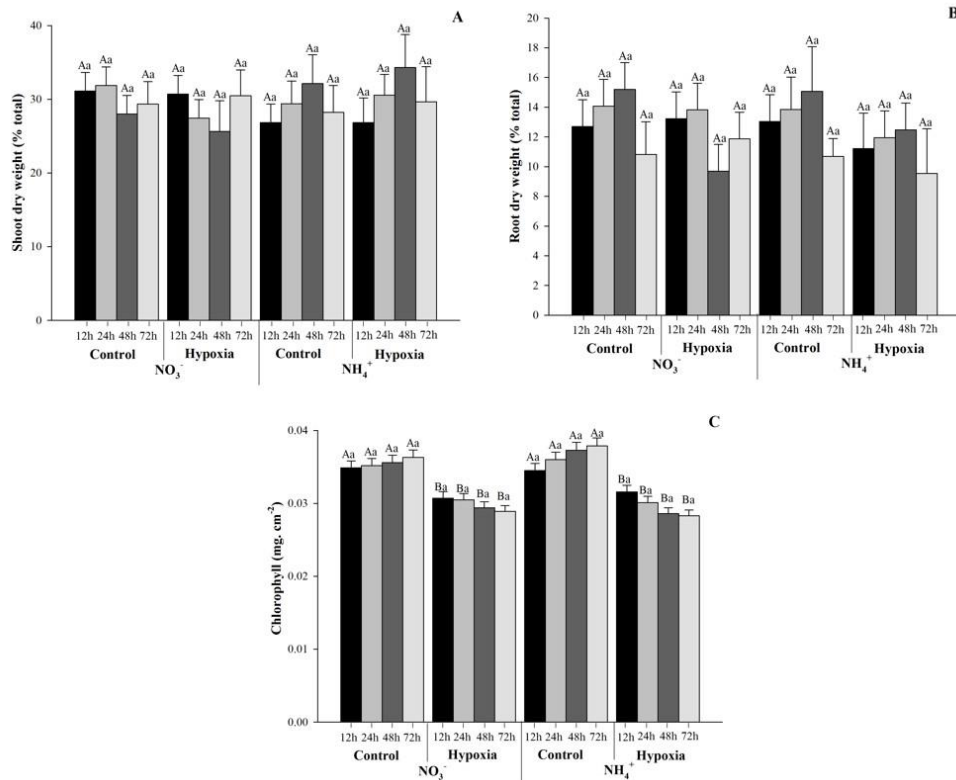 A
Shoot dry weight (% total)
40
30
20
10
0
Aa Aa Aa Aa Aa Aa Aa Aa Aa Aa Aa Aa Aa Aa Aa Aa
12h 24h 48h 72h 12h 24h 48h 72h 12h 24h 48h 72h 12h 24h 48h 72h
Control Hypoxia Control Hypoxia
NO₃⁻ NH₄⁺
B
Root dry weight (% total)
20
18
16
14
12
10
8
6
4
2
0
Aa Aa Aa Aa Aa Aa Aa Aa Aa Aa Aa Aa Aa Aa Aa Aa
12h 24h 48h 72h 12h 24h 48h 72h 12h 24h 48h 72h 12h 24h 48h 72h
Control Hypoxia Control Hypoxia
NO₃⁻ NH₄⁺
C
Chlorophyll (mg. cm⁻²)
0.04
0.03
0.02
0.01
0.00
Aa Aa Aa Aa Ba Ba Ba Ba Aa Aa Aa Aa Ba Ba Ba Ba
12h 24h 48h 72h 12h 24h 48h 72h 12h 24h 48h 72h 12h 24h 48h 72h
Control Hypoxia Control Hypoxia
NO₃⁻ NH₄⁺